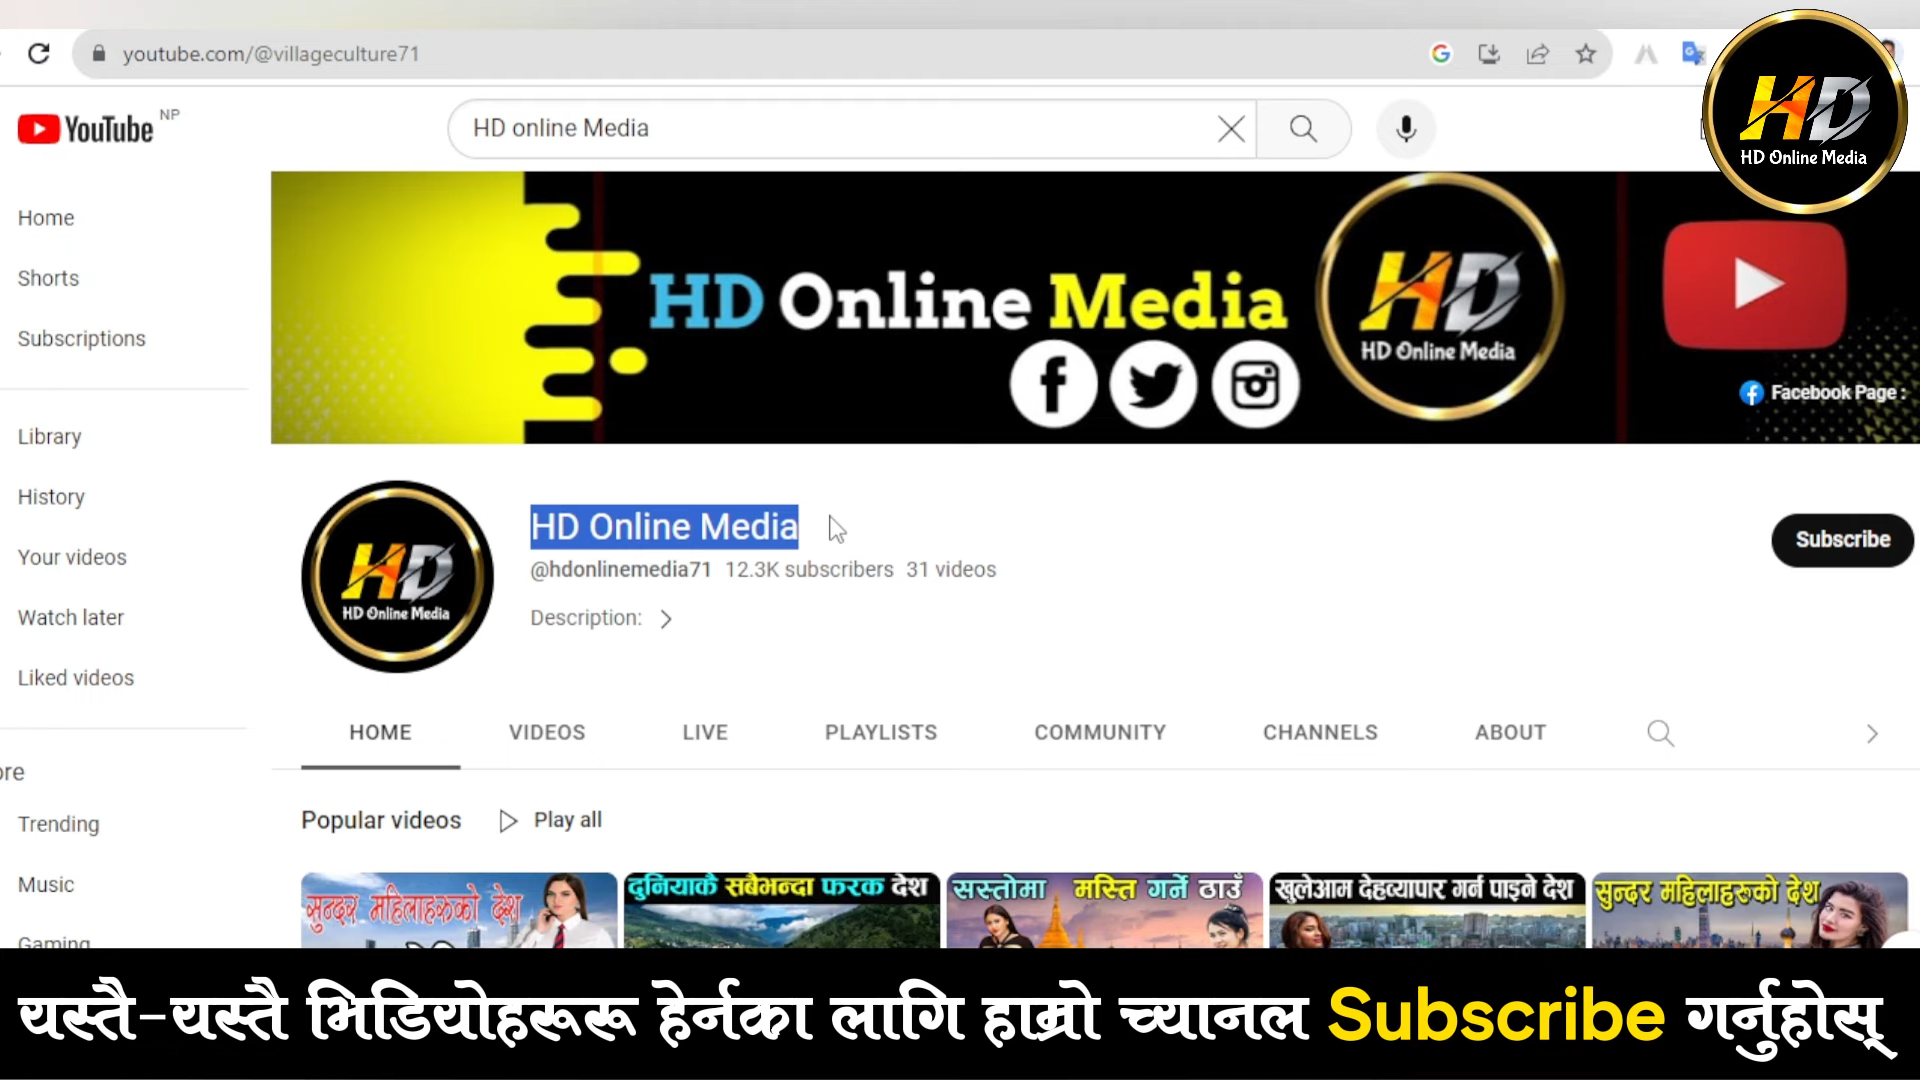 youtube.com/@villageculture71
HD Online Media
YouTube NP
HD online Media
Home
Shorts
Subscriptions
Library
History
Your videos
Watch later
Liked videos
Trending
Music
Gaming
HD Online Media
HD
HD Online Media
Facebook Page :
HD
HD Online Media
HD Online Media
@hdonlinemedia71 12.3K subscribers 31 videos
Description:
Subscribe
HOME VIDEOS LIVE PLAYLISTS COMMUNITY CHANNELS ABOUT
Popular videos Play all
सुन्दर महिलाहरुको देश
दुनियाकै सबैभन्दा फरक देश
सस्तोमा मस्ति गर्ने ठाउँ
खुलेआम देहव्यापार गर्न पाइने देश
सुन्दर महिलाहरुको देश
यस्तै-यस्तै भिडियोहरूरू हेर्नका लागि हाम्रो च्यानल Subscribe गर्नुहोस्